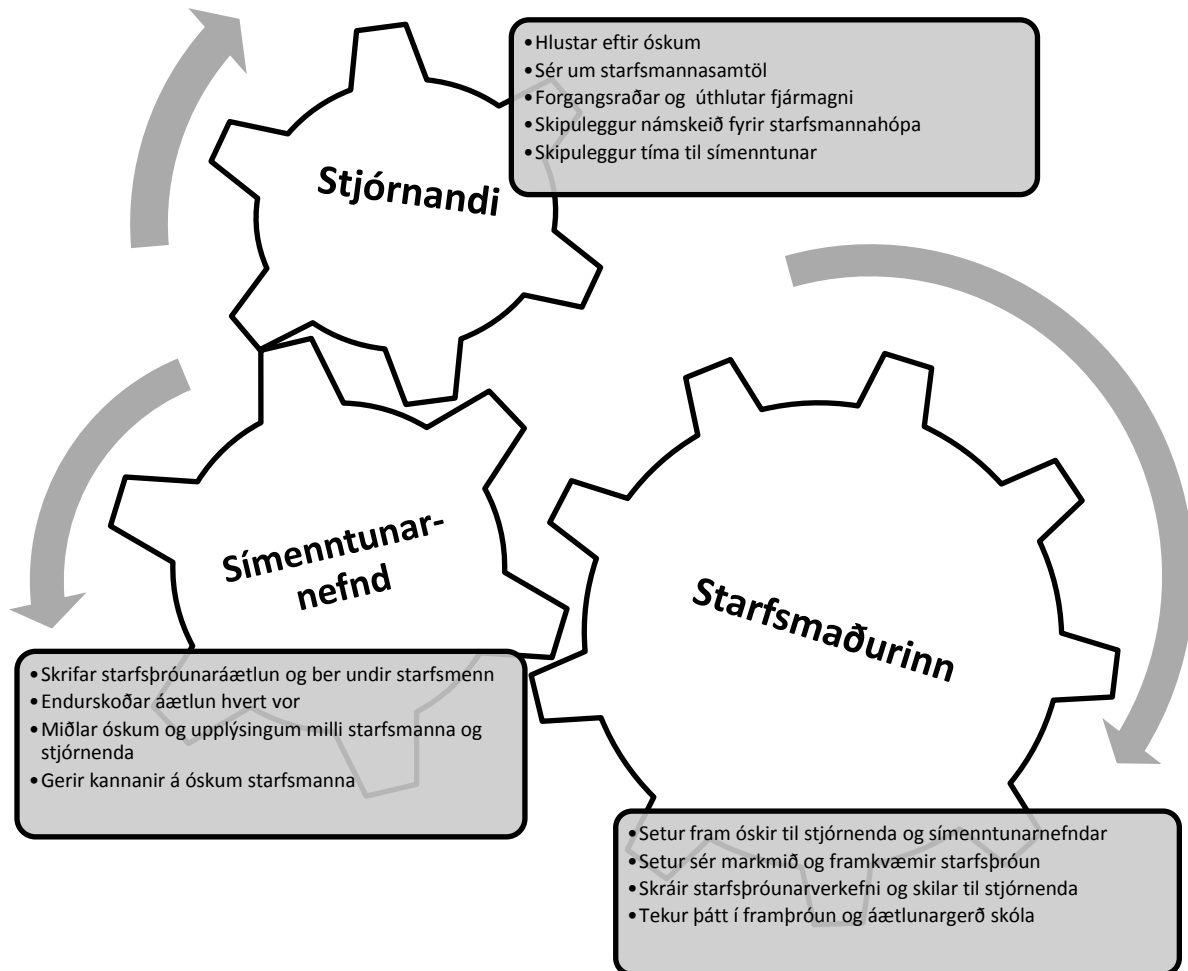 • Hlustar eftir óskum
• Sér um starfsmannasamtöl
• Forgangsraðar og úthlutar fjármagni
• Skipuleggur námskeið fyrir starfsmannahópa
• Skipuleggur tíma til símenntunar
Stjórnandi
Símenntunar-
nefnd
Starfsmaðurinn
• Skrifar starfsþróunaráætlun og ber undir starfsmenn
• Endurskoðar áætlun hvert vor
• Miðlar óskum og upplýsingum milli starfsmanna og
stjórnenda
• Gerir kannanir á óskum starfsmanna
• Setur fram óskir til stjórnenda og símenntunarnefndar
• Setur sér markmið og framkvæmir starfsþróun
• Skráir starfsþróunarverkefni og skilar til stjórnenda
• Tekur þátt í framþróun og áætlunargerð skóla